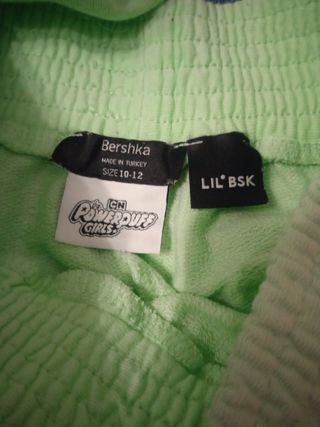 Bershka
MADE IN TURKEY
SIZE 10-12
LIL' BSK
CN
POWERPUFF
GIRLS